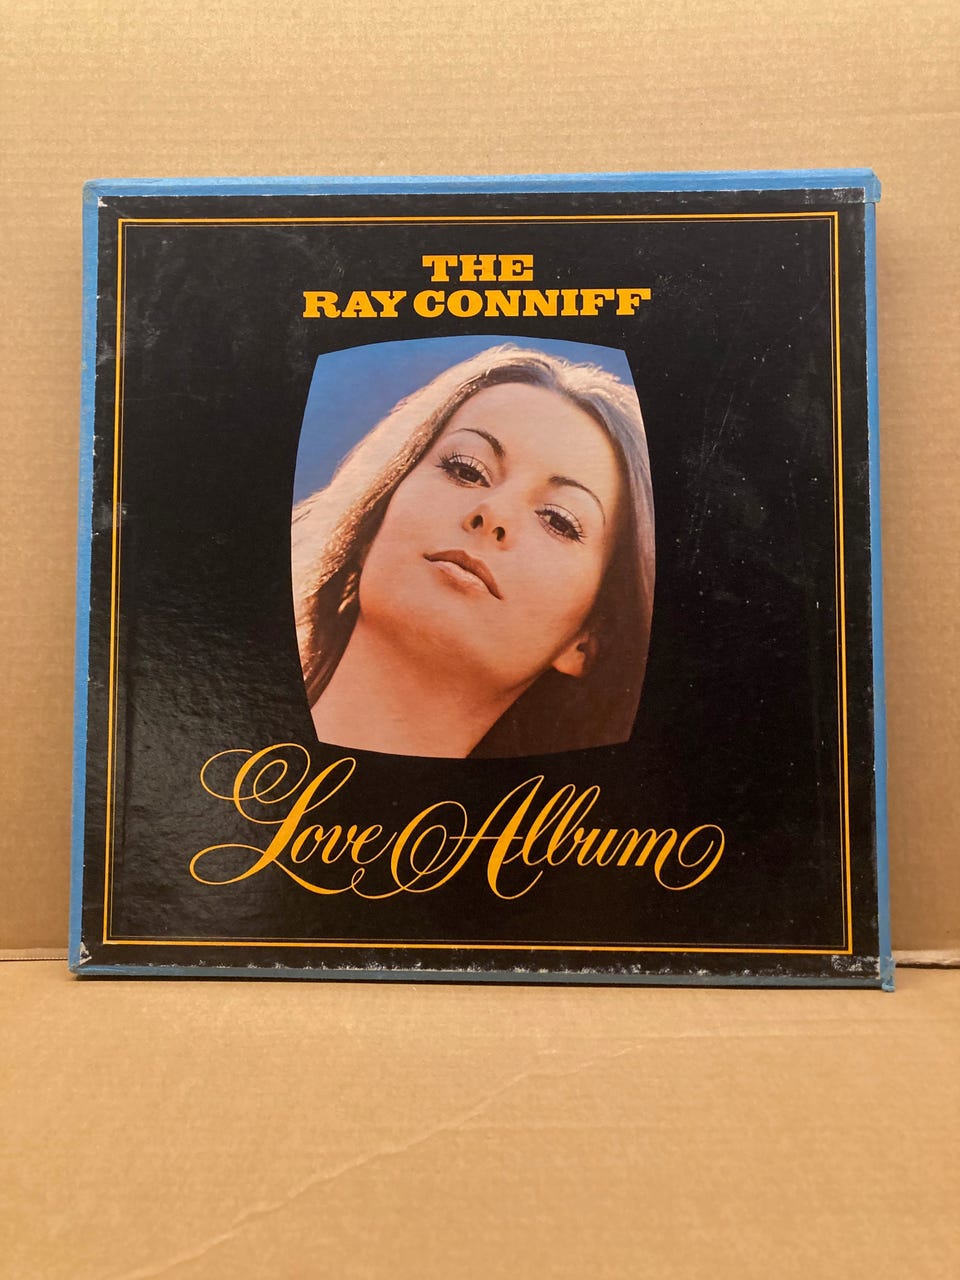 THE
RAY CONNIFF
Love Album